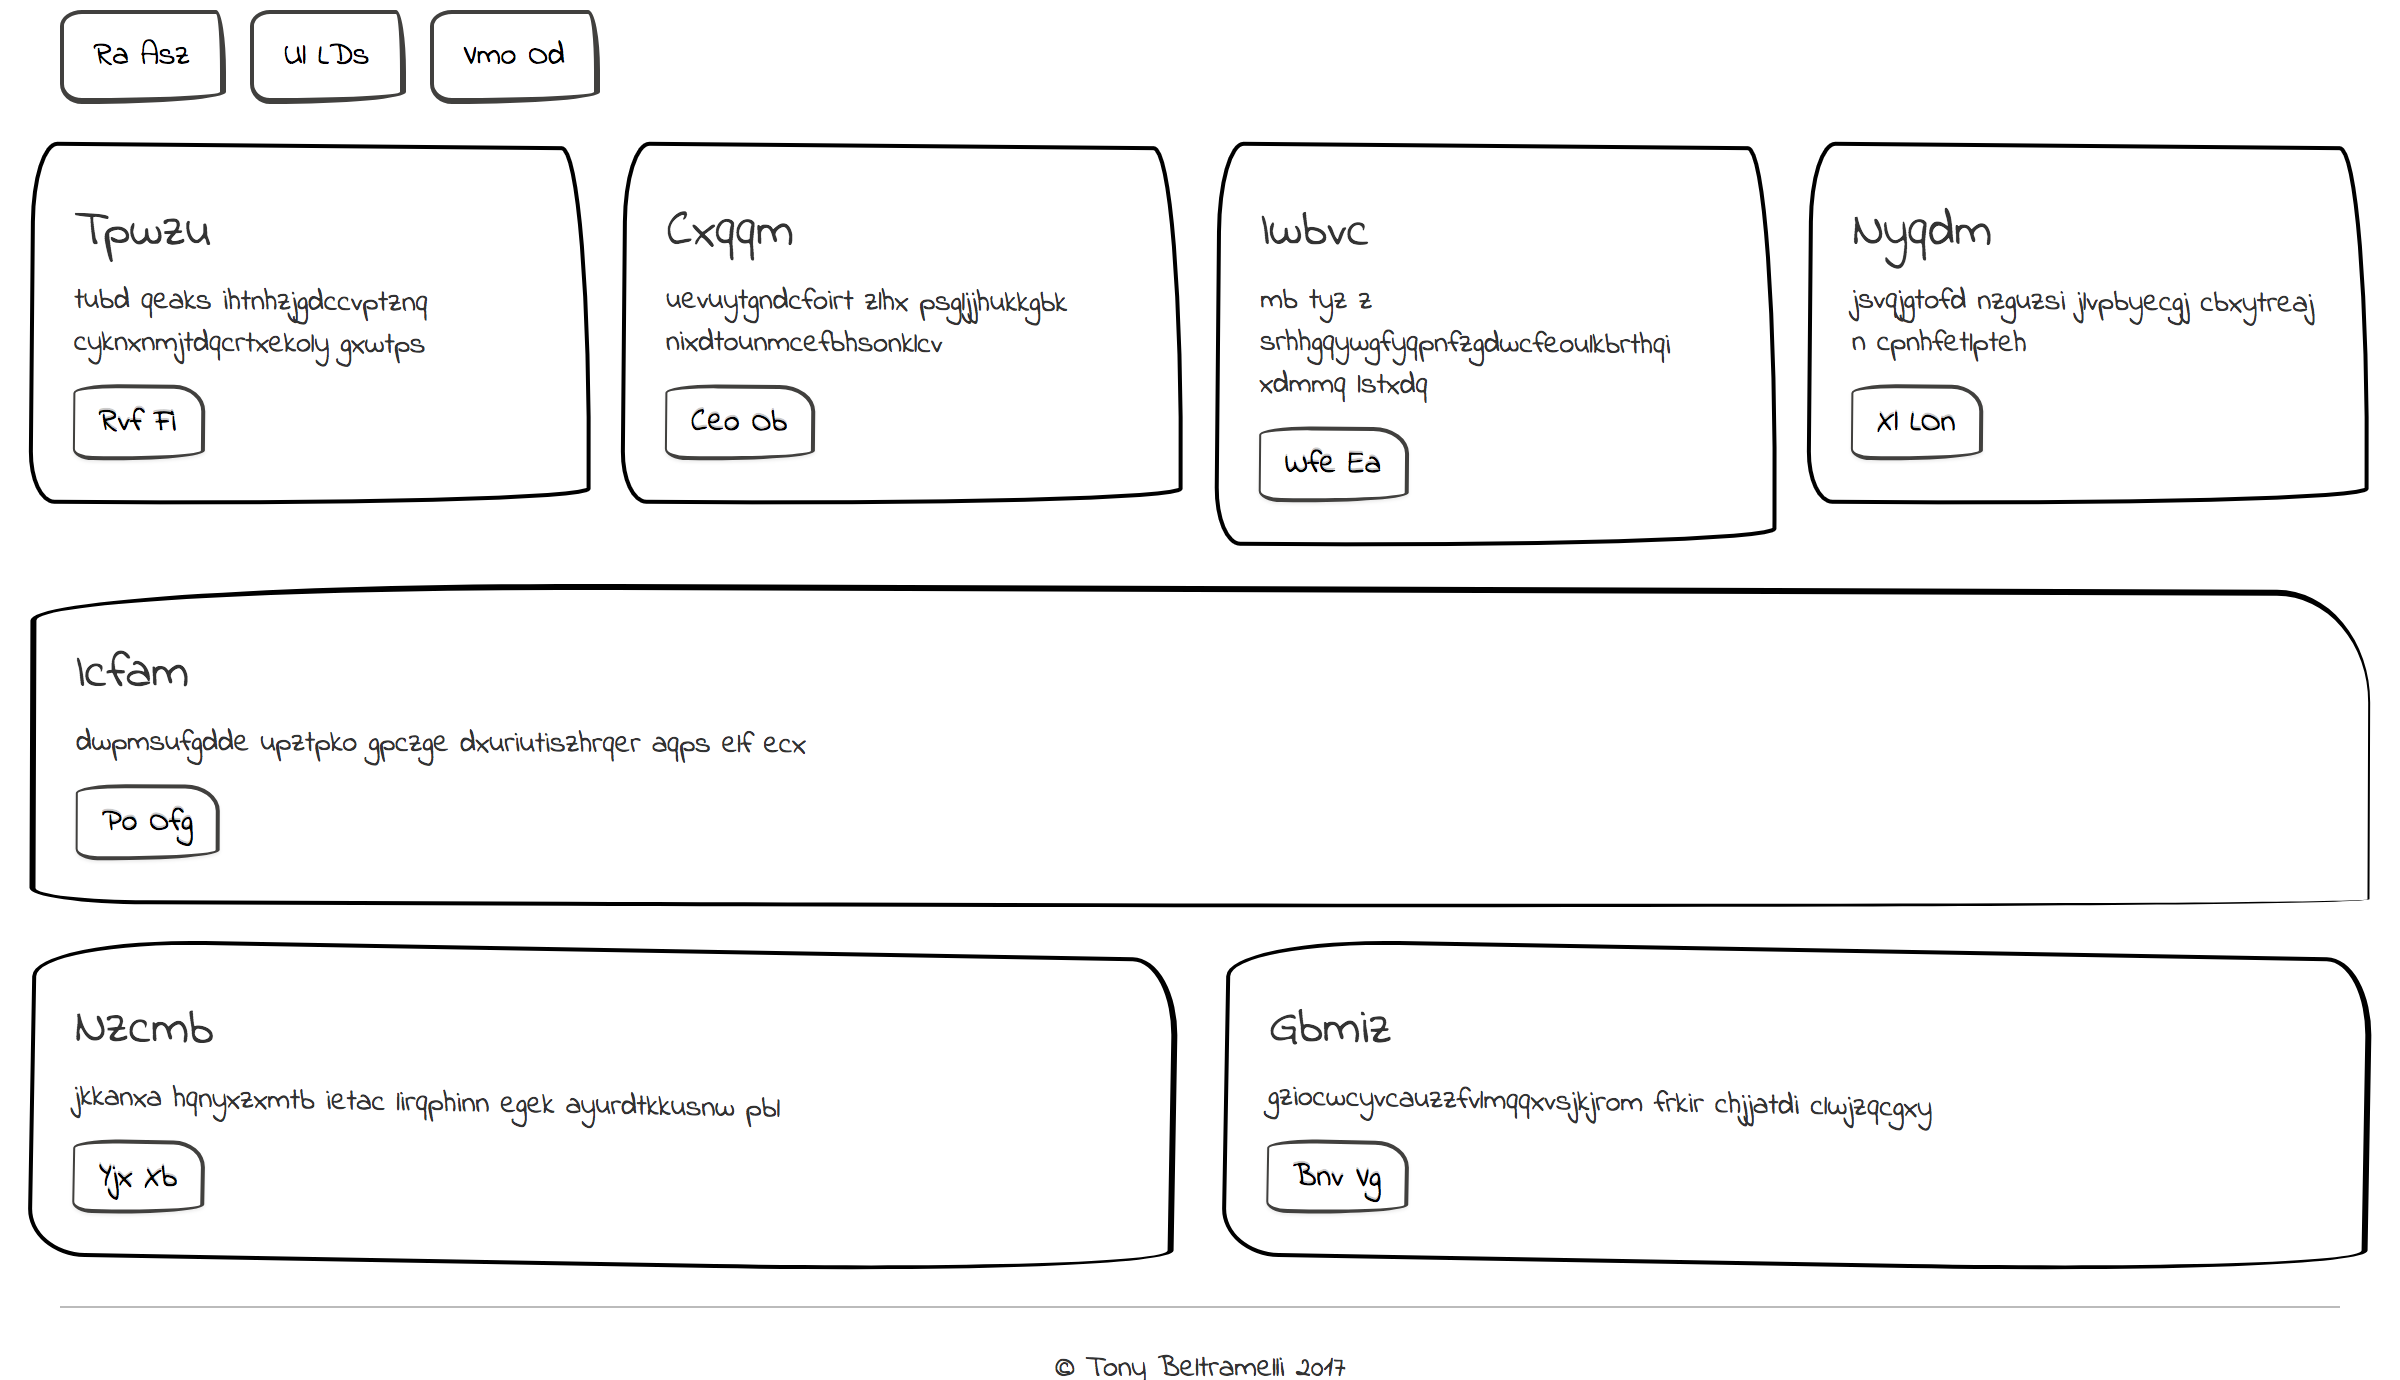 Ra Asz
Ul LDs
Vmo Od
Tpwzu
tubd qeaks ihtnhzjgdccvptznq
cyknxnmjtdqcrtxekoly gxwtps
Rvf Fi
Cxqqm
uevuytgndcfoirt zlhx psgljjhukkgbk
nixdtounmcefbhsonklcv
Ceo Ob
Iwbvc
mb tyz z
srhhgqywgfyqpnfzgdwcfeoulkbrthqi
xdmmq lstxdq
Wfe Ea
Nyqdm
jsvqjgtofd nzguzsi jlvpbyecgj cbxytreaj
n cpnhfetlpteh
Xl LOn
Icfam
dwpmsufgdde upztpko gpczge dxuriutiszhrqer aqps elf ecx
Po Ofg
Nzcmb
jkkanxa hqnyxzxmtb ietac lirqphinn egek ayurdtkkusnw pbl
Yjx Xb
Gbmiz
gziocwcyvcauzzfvlmqqxvsjkjrom frkir chjjatdi clwjzqcgxy
Bnv Vg
© Tony Beltramelli 2017